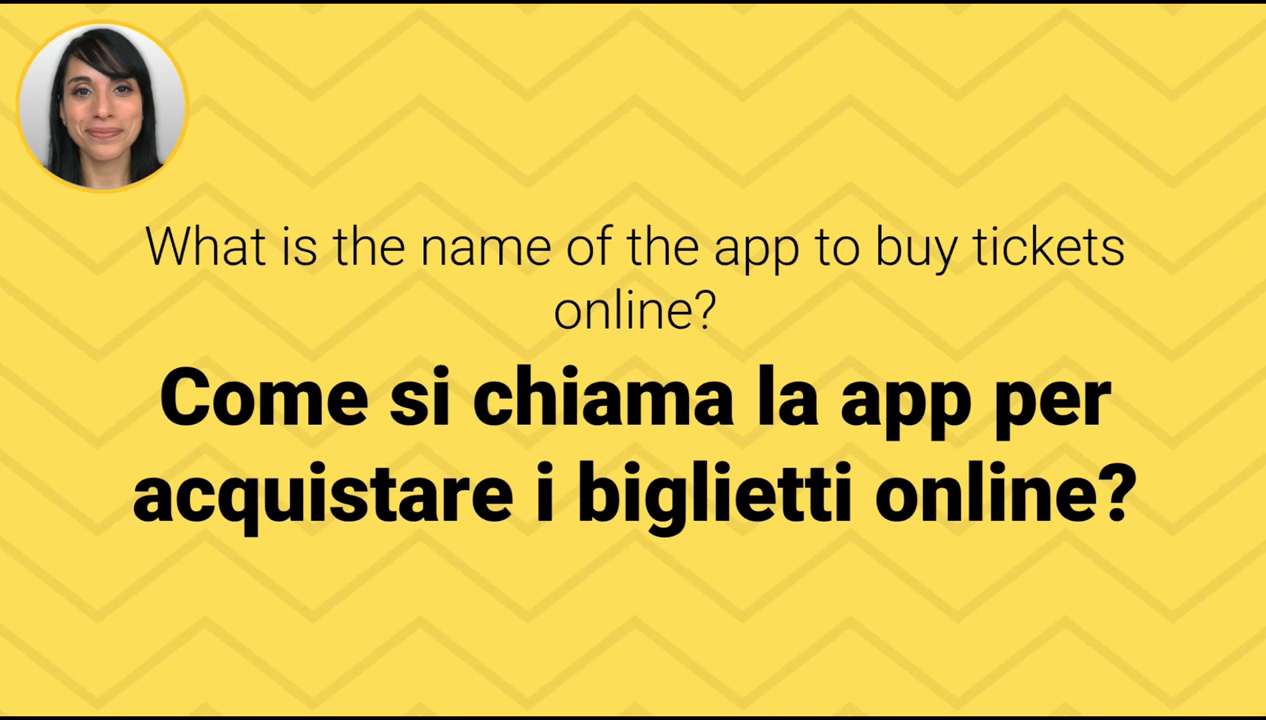 What is the name of the app to buy tickets
online?
Come si chiama la app per
acquistare i biglietti online?